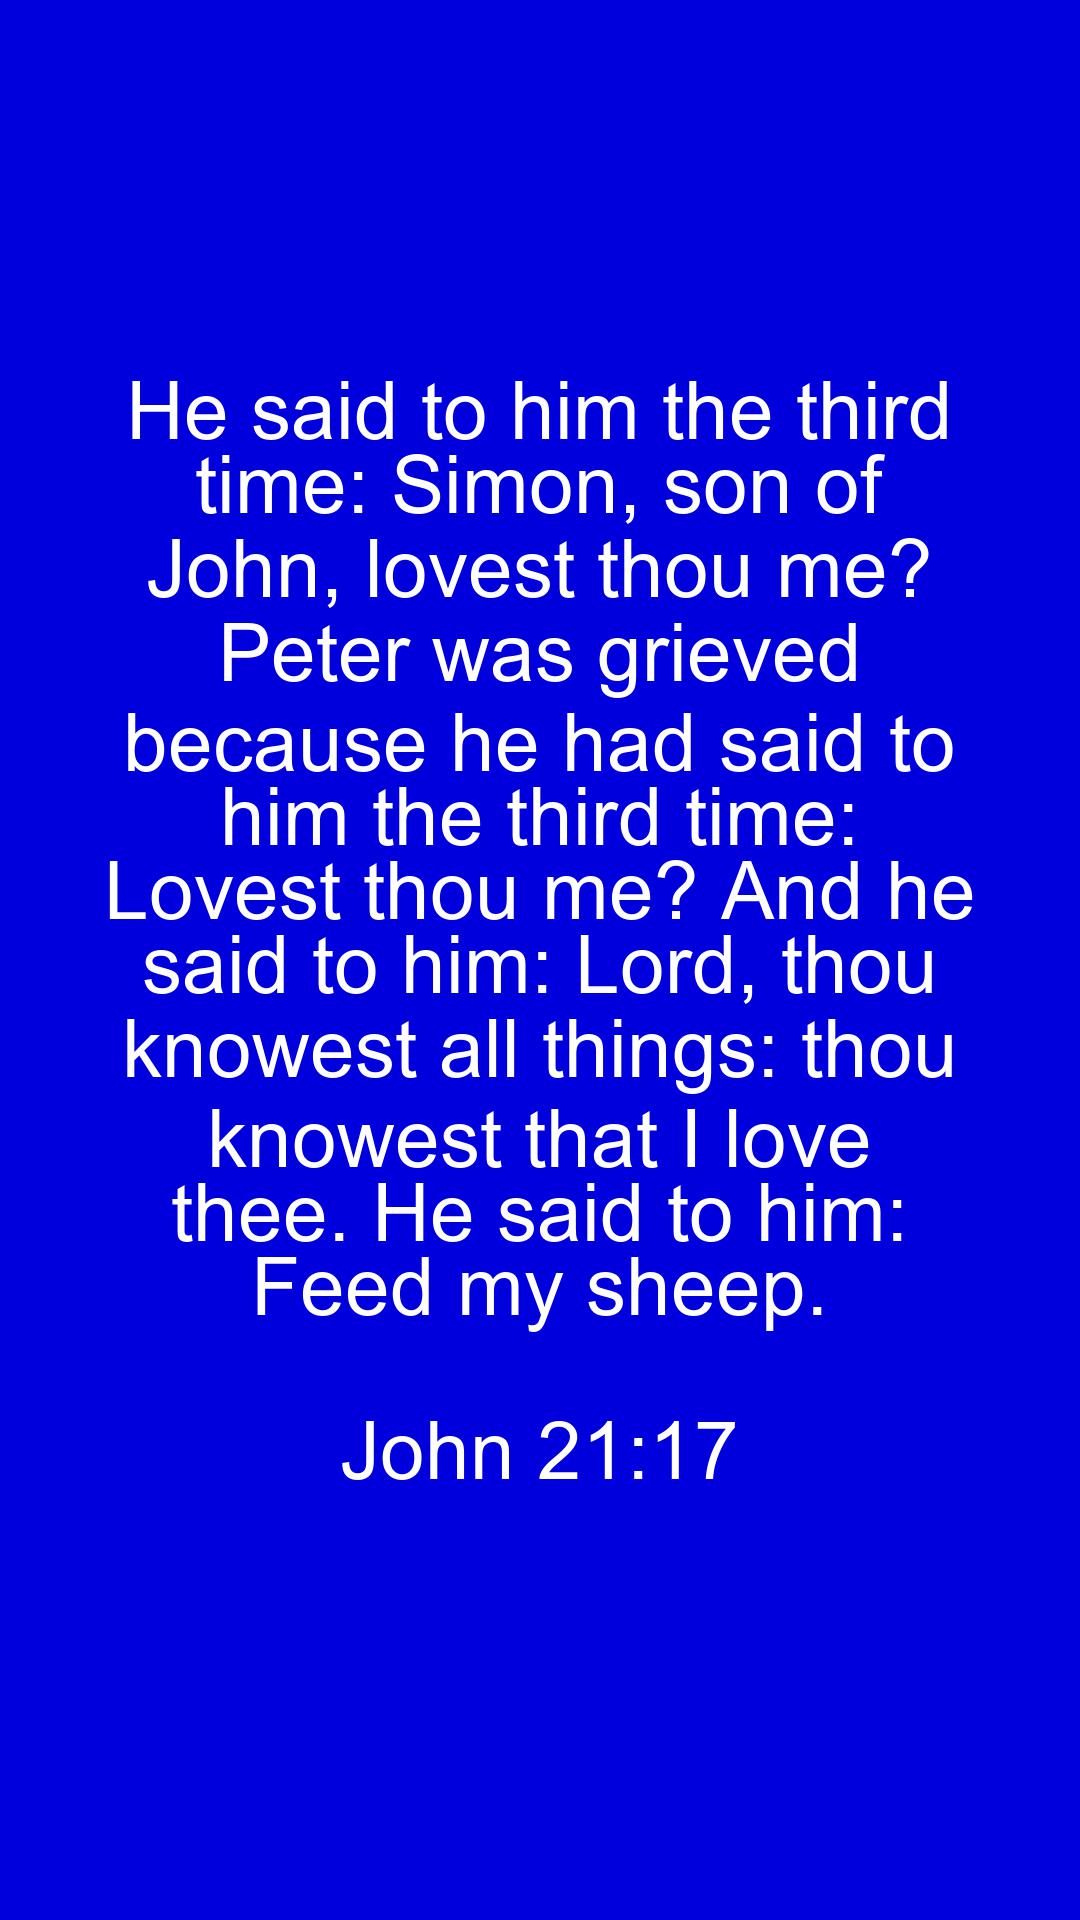 He said to him the third
time: Simon, son of
John, lovest thou me?
Peter was grieved
because he had said to
him the third time:
Lovest thou me? And he
said to him: Lord, thou
knowest all things: thou
knowest that I love
thee. He said to him:
Feed my sheep.
John 21:17